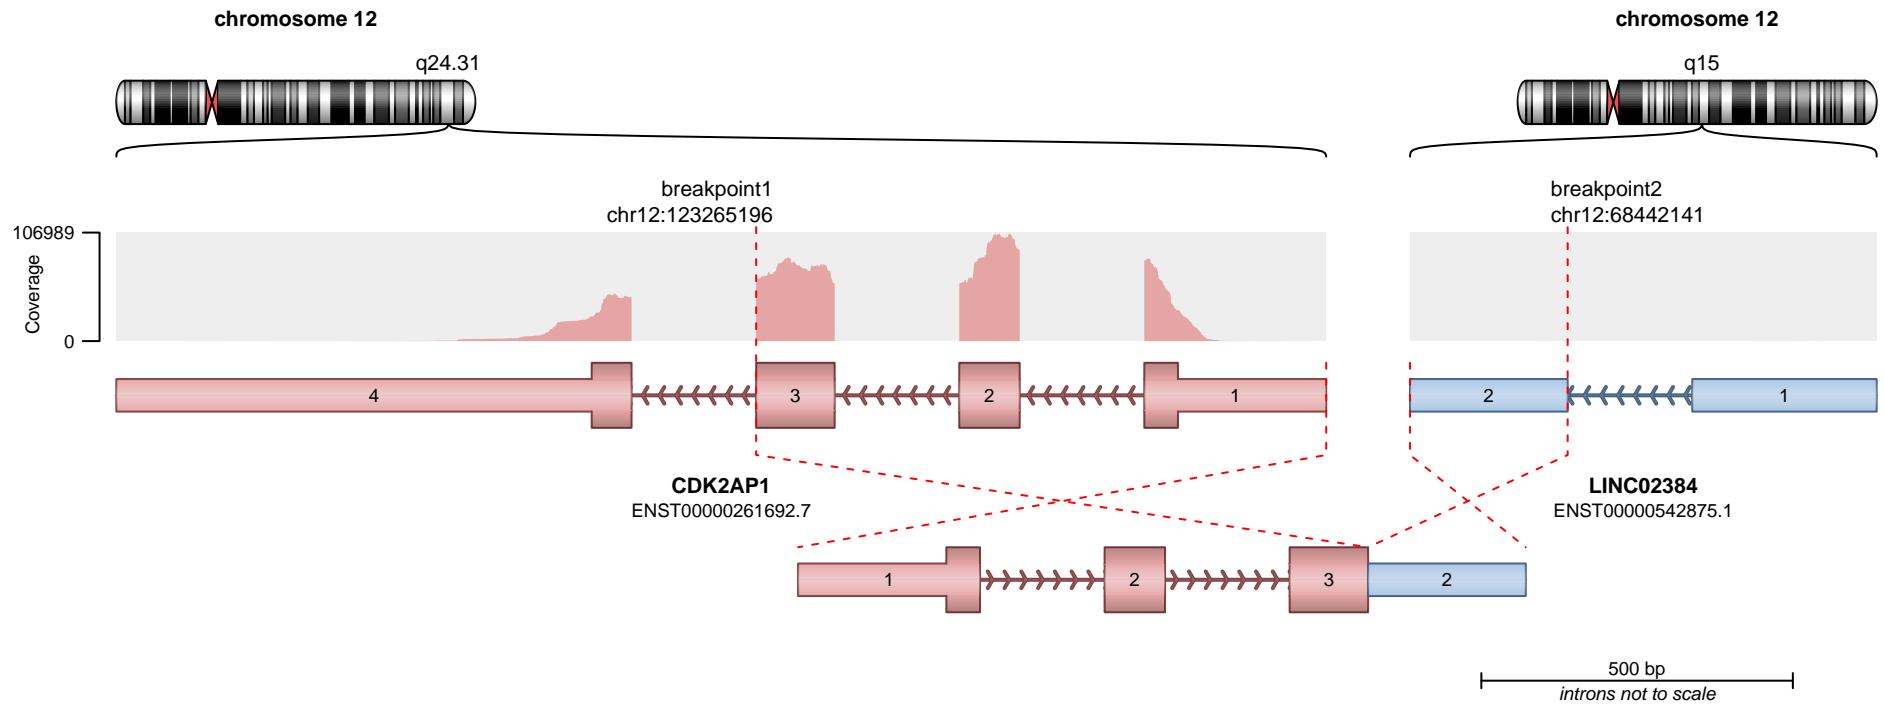 chromosome 12
chromosome 12
q24.31
q15
breakpoint1
chr12:123265196
breakpoint2
chr12:68442141
106989
Coverage
0
4
3
2
1
2
1
CDK2AP1
ENST00000261692.7
LINC02384
ENST00000542875.1
1
2
3
2
500 bp
introns not to scale